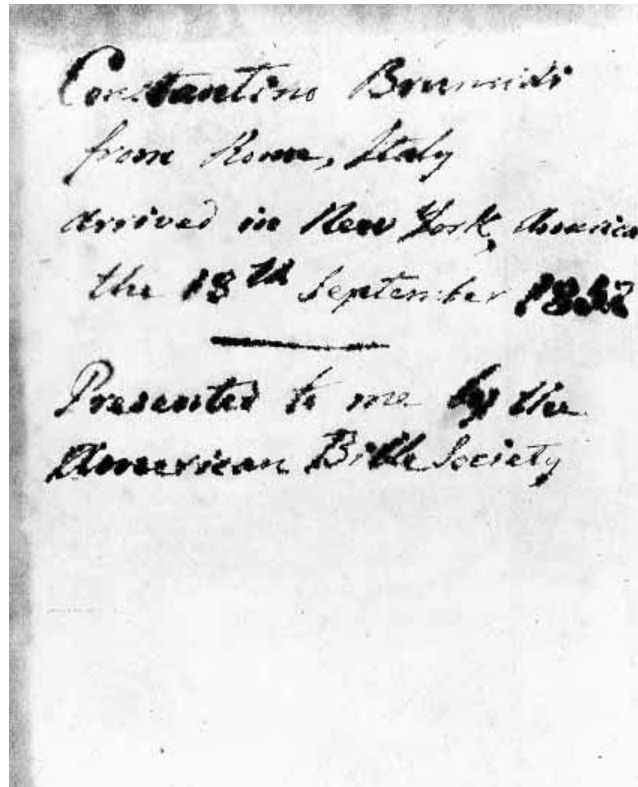 Constantino Brumidi
from Rome, Italy
arrived in New York, America
the 18th September 1852
Presented to me by the
American Bible Society